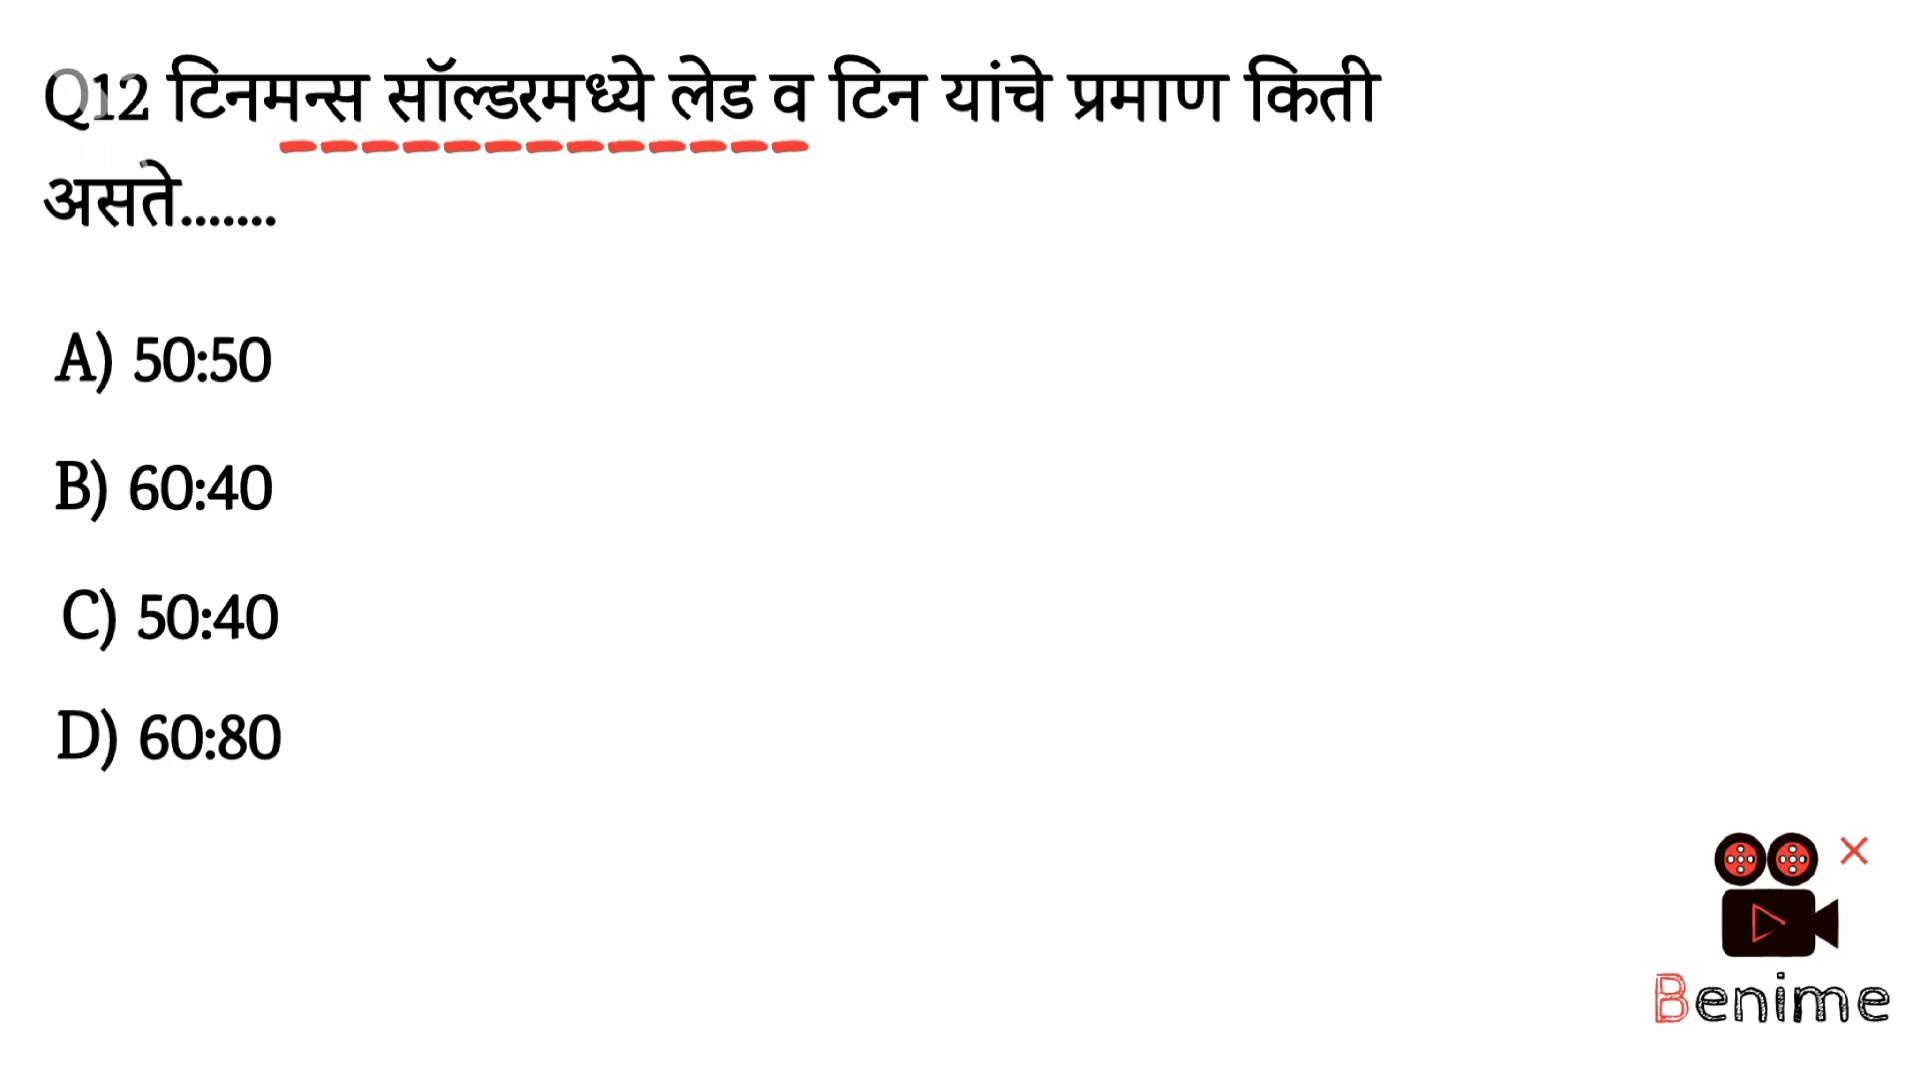 Q12 टिनमन्स सॉल्डरमध्ये लेड व टिन यांचे प्रमाण किती
असते.......
A) 50:50
B) 60:40
C) 50:40
D) 60:80
Benime